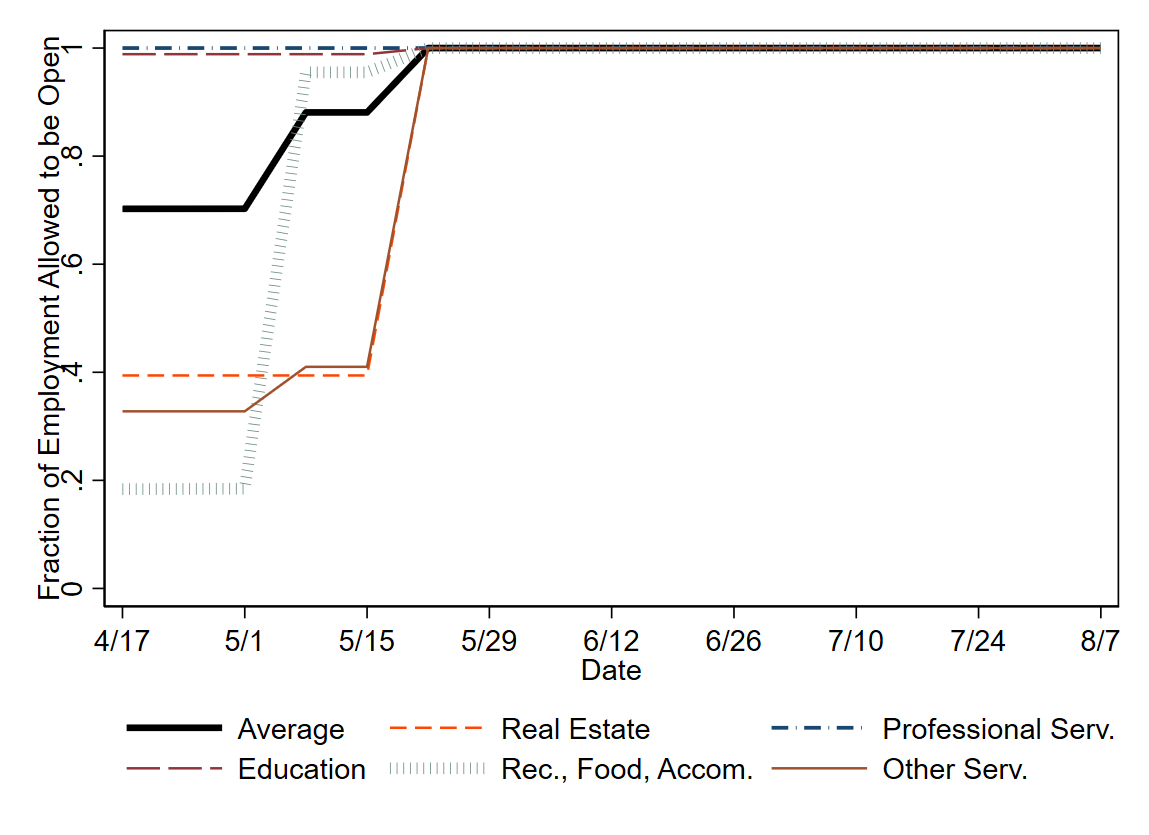 Fraction of Employment Allowed to be Open
1
.8
.6
.4
.2
0
4/17 5/1 5/15 5/29 6/12 6/26 7/10 7/24 8/7
Date
Average Real Estate Professional Serv.
Education Rec., Food, Accom. Other Serv.